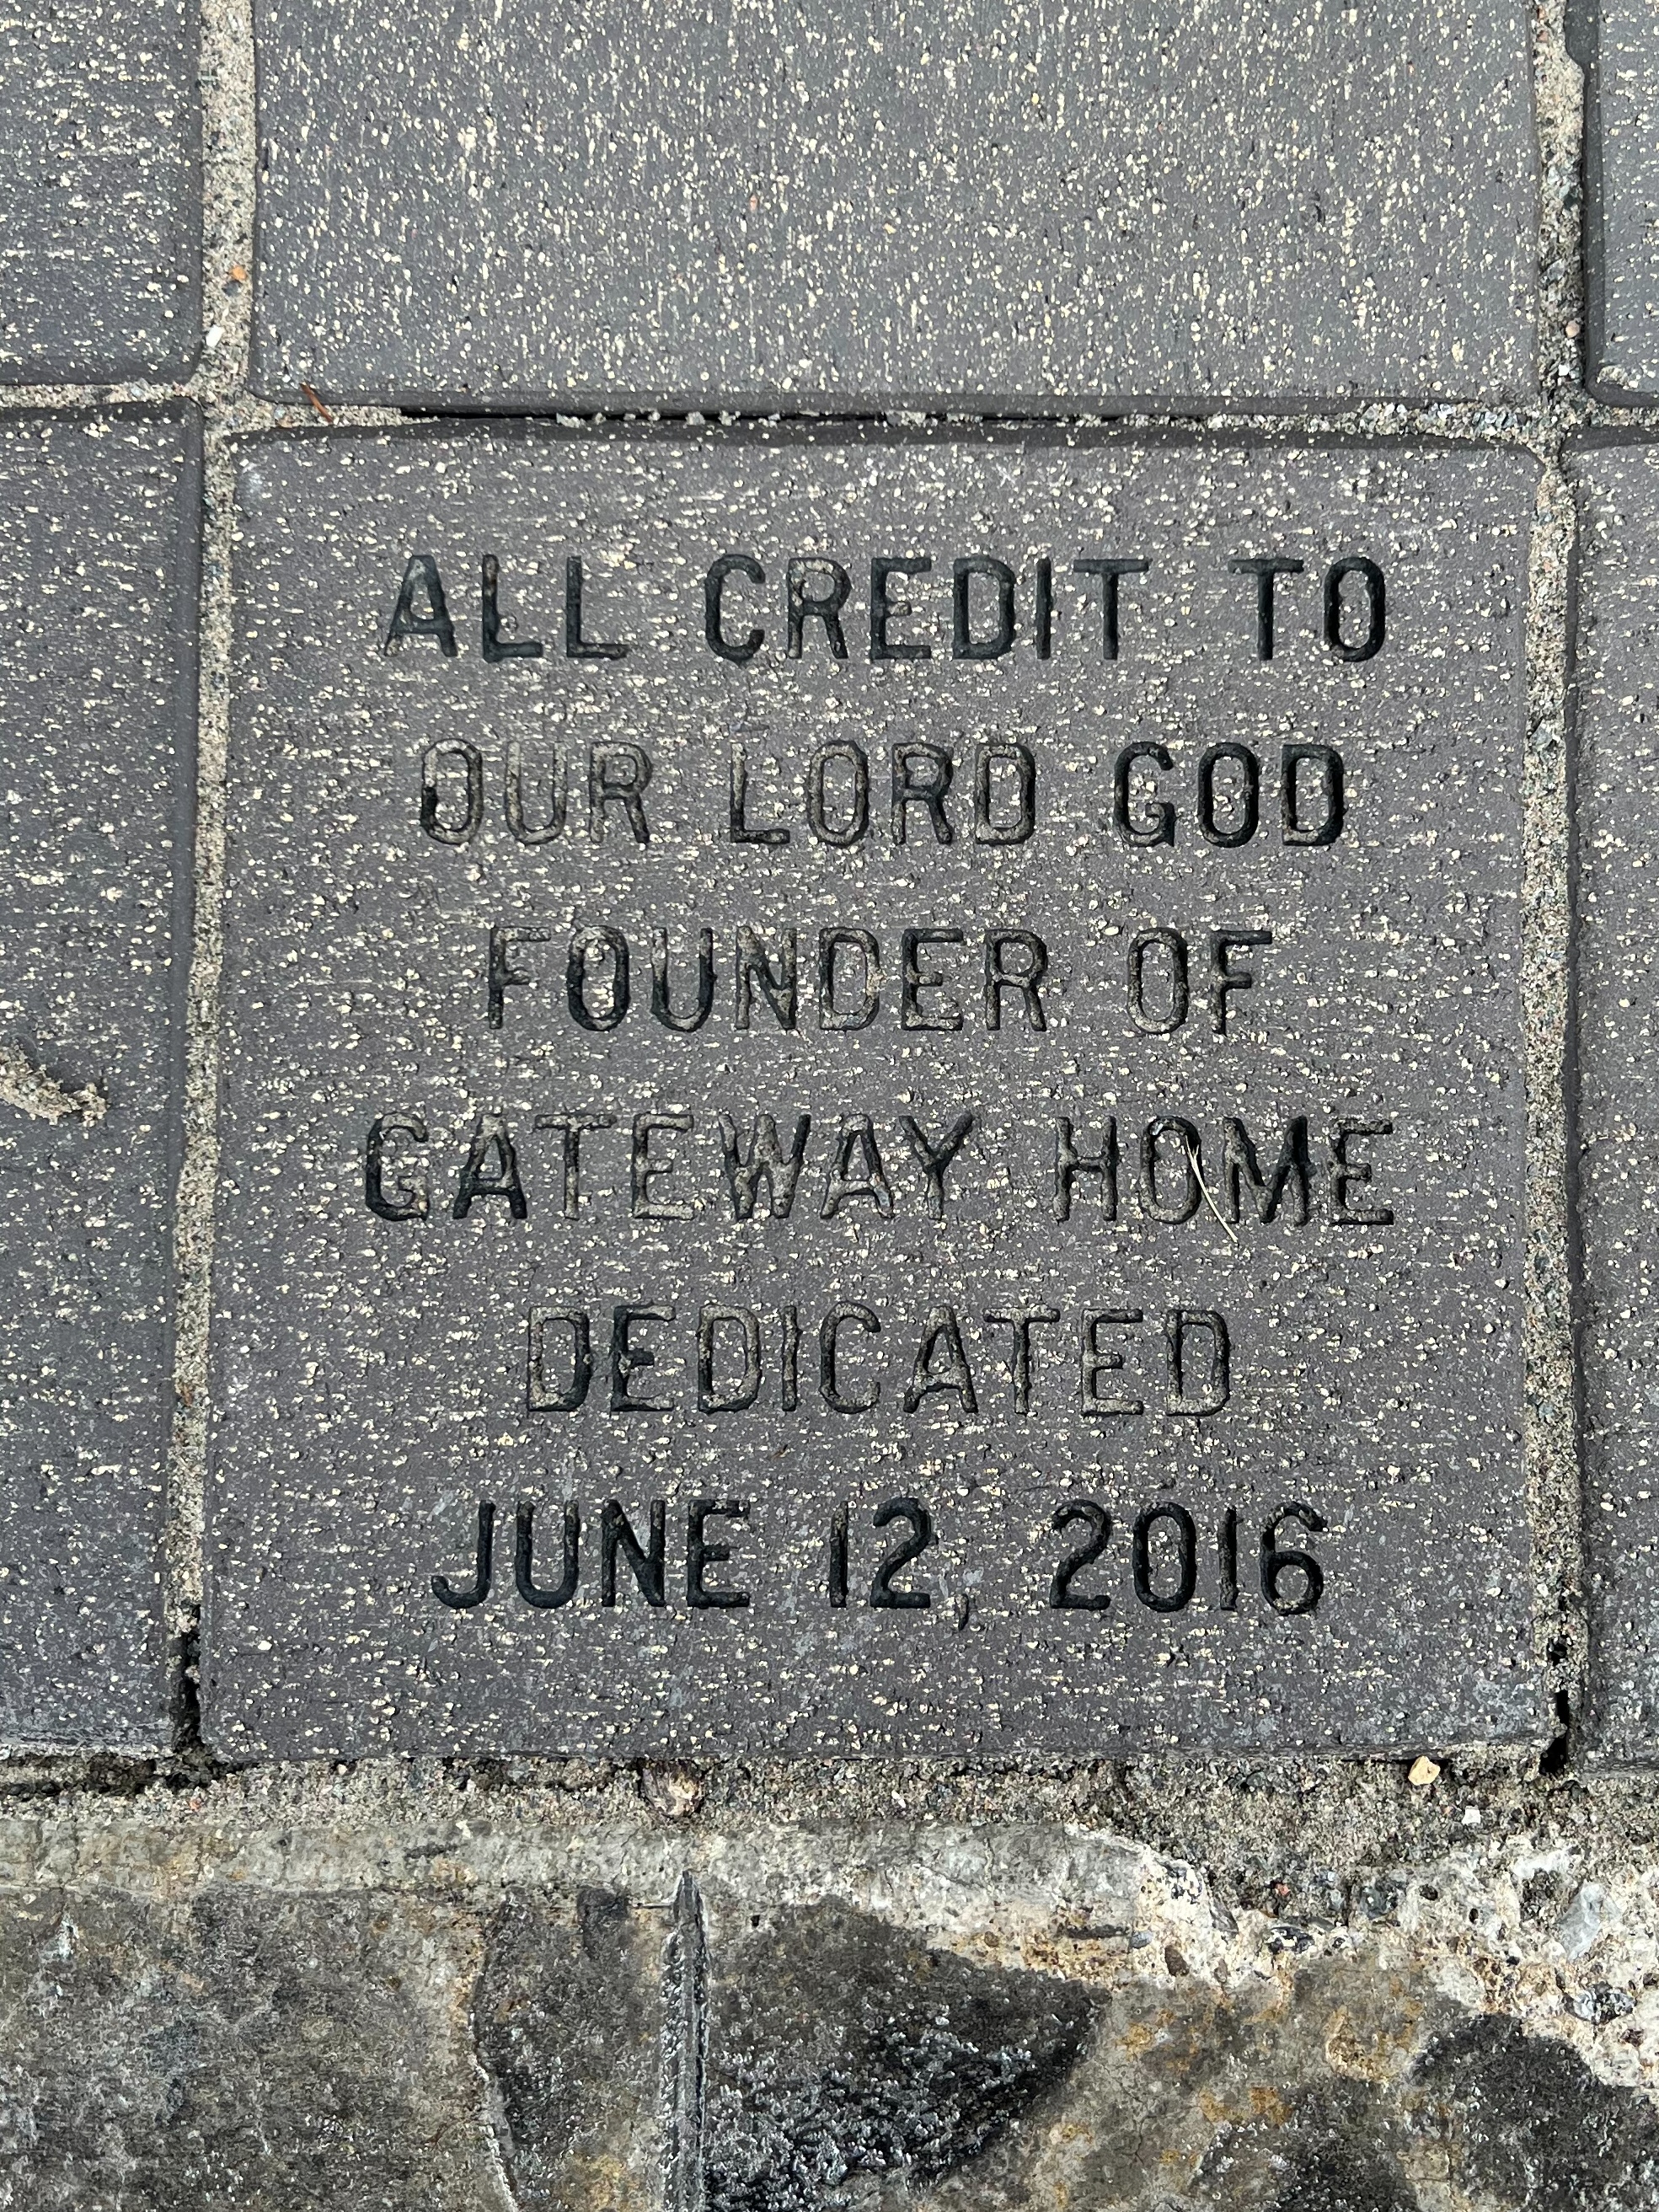 ALL CREDIT TO
OUR LORD GOD
FOUNDER OF
GATEWAY HOME
DEDICATED
JUNE 12, 2016